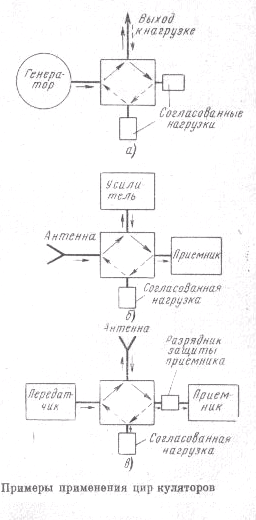 Выход
к нагрузке
Генера-
тор
Согласованные
нагрузки
а)
Усили
тель
Антенна
Приемник
Согласованная
нагрузка
б)
Антенна
Разрядник
защиты
приемника
Передат-
чик
Прием-
ник
Согласованная
нагрузка
в)
Примеры применения цир куляторов